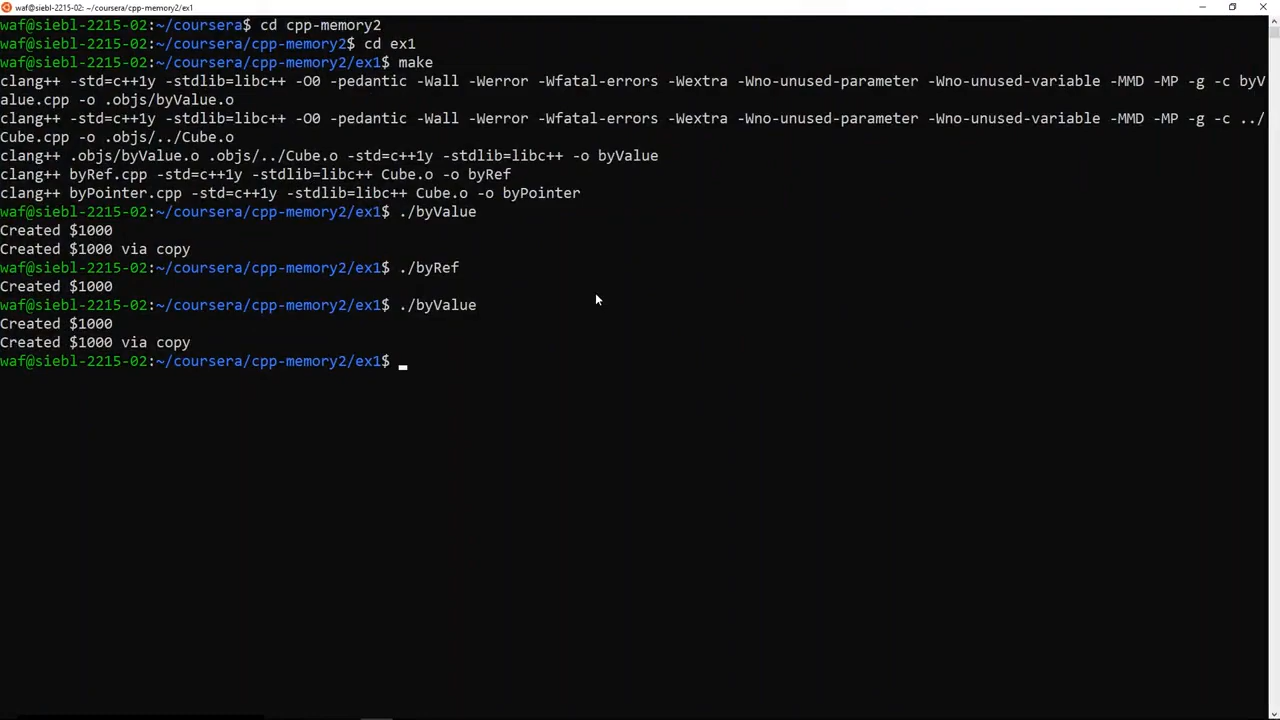 waf@siebl-2215-02: ~/coursera/cpp-memory2/ex1
waf@siebl-2215-02:~/coursera$ cd cpp-memory2
waf@siebl-2215-02:~/coursera/cpp-memory2$ cd ex1
waf@siebl-2215-02:~/coursera/cpp-memory2/ex1$ make
clang++ -std=c++1y -stdlib=libc++ -O0 -pedantic -Wall -Werror -Wfatal-errors -Wextra -Wno-unused-parameter -Wno-unused-variable -MMD -MP -g -c byV
alue.cpp -o .objs/byValue.o
clang++ -std=c++1y -stdlib=libc++ -O0 -pedantic -Wall -Werror -Wfatal-errors -Wextra -Wno-unused-parameter -Wno-unused-variable -MMD -MP -g -c ../
Cube.cpp -o .objs/../Cube.o
clang++ .objs/byValue.o .objs/../Cube.o -std=c++1y -stdlib=libc++ -o byValue
clang++ byRef.cpp -std=c++1y -stdlib=libc++ Cube.o -o byRef
clang++ byPointer.cpp -std=c++1y -stdlib=libc++ Cube.o -o byPointer
waf@siebl-2215-02:~/coursera/cpp-memory2/ex1$ ./byValue
Created $1000
Created $1000 via copy
waf@siebl-2215-02:~/coursera/cpp-memory2/ex1$ ./byRef
Created $1000
waf@siebl-2215-02:~/coursera/cpp-memory2/ex1$ ./byValue
Created $1000
Created $1000 via copy
waf@siebl-2215-02:~/coursera/cpp-memory2/ex1$